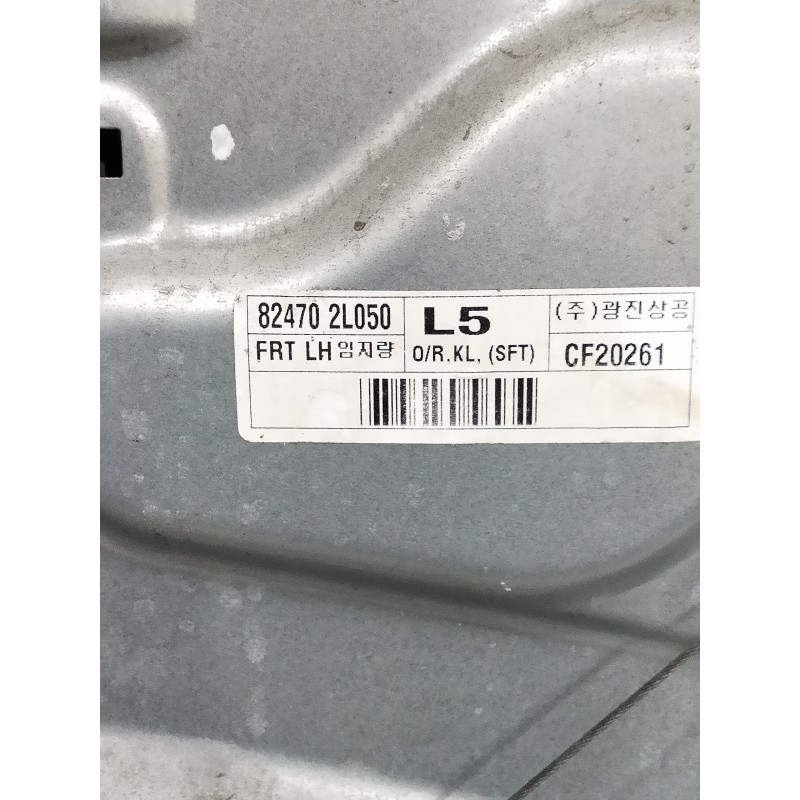 82470 2L050
FRT LH 임지량
L5
O/R.KL, (SFT)
(주)광진상공
CF20261